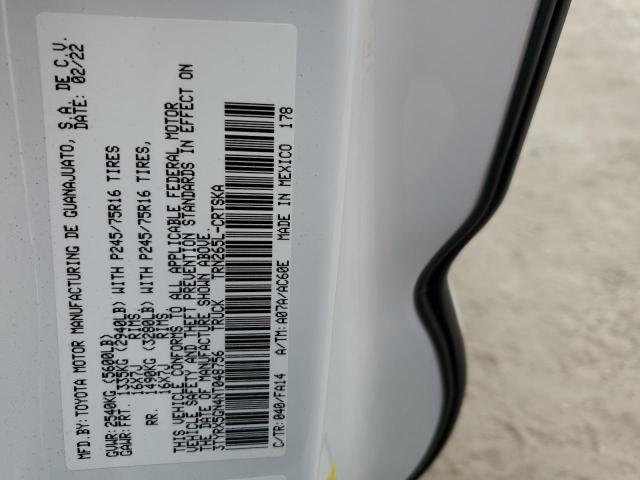 MFD.BY: TOYOTA MOTOR MANUFACTURING DE GUANAJUATO, S.A. DE C.V.
DATE: 02/22
GVWR: 2540KG (5600LB)
GAWR: FRT. 1335KG (2940LB) WITH P245/75R16 TIRES
16X7J RIMS,
RR. 1490KG (3280LB) WITH P245/75R16 TIRES,
16X7J RIMS,
THIS VEHICLE CONFORMS TO ALL APPLICABLE FEDERAL MOTOR
VEHICLE SAFETY AND THEFT PREVENTION STANDARDS IN EFFECT ON
THE DATE OF MANUFACTURE SHOWN ABOVE.
3TYRX5GN4NT048756 TRUCK TRN265L-CRTSKA
C/TR: 040/FA14 A/TM: A07A/AC60E MADE IN MEXICO 178